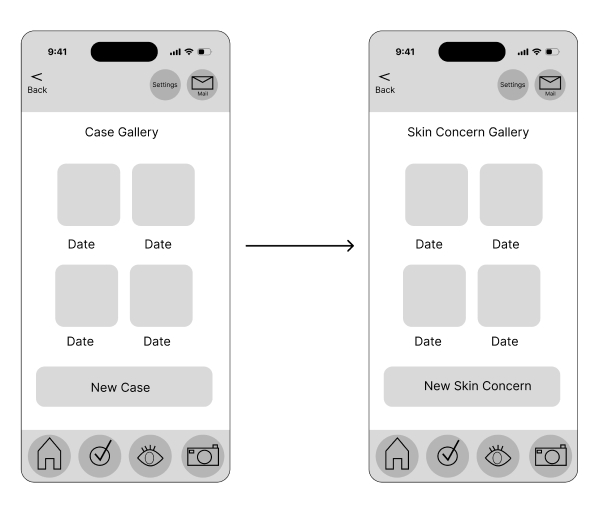 9:41
<
Back
Settings
Mail
Case Gallery
Date Date
Date Date
New Case
9:41
<
Back
Settings
Mail
Skin Concern Gallery
Date Date
Date Date
New Skin Concern